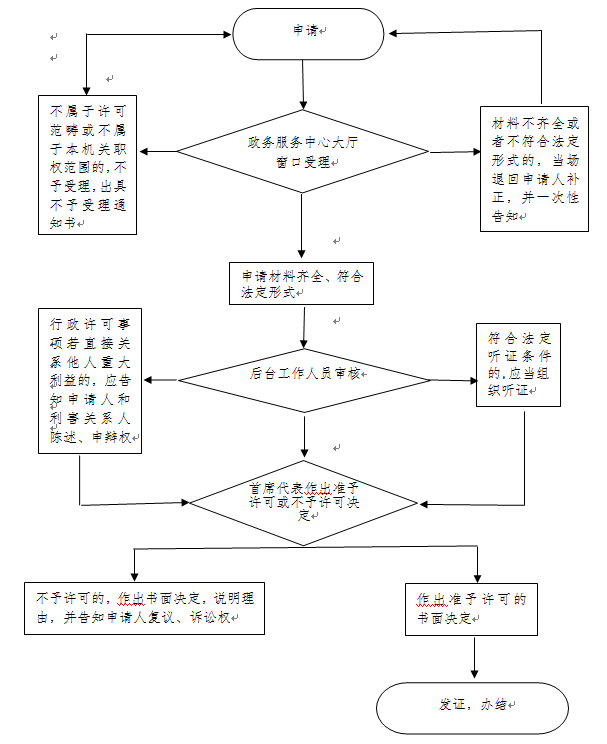 申请
不属于许可
范畴或不属
于本机关职
权范围的,不
予受理,出具
不予受理通
知书
政务服务中心大厅
窗口受理
材料不齐全或
者不符合法定
形式的，当场
退回申请人补
正，并一次性
告知
申请材料齐全、符合
法定形式
行政许可事
项若直接关
系他人重大
利益的，应告
知申请人和
利害关系人
陈述、申辩权
后台工作人员审核
符合法定
听证条件
的,应当组
织听证
首席代表作出准予
许可或不予许可决
定
不予许可的，作出书面决定，说明理
由，并告知申请人复议、诉讼权
作出准予许可的
书面决定
发证，办结